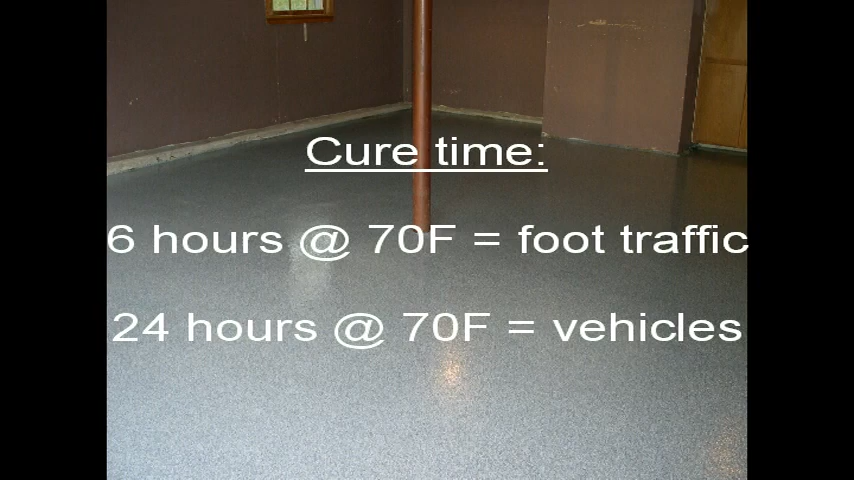 Cure time:
6 hours @ 70F = foot traffic
24 hours @ 70F = vehicles